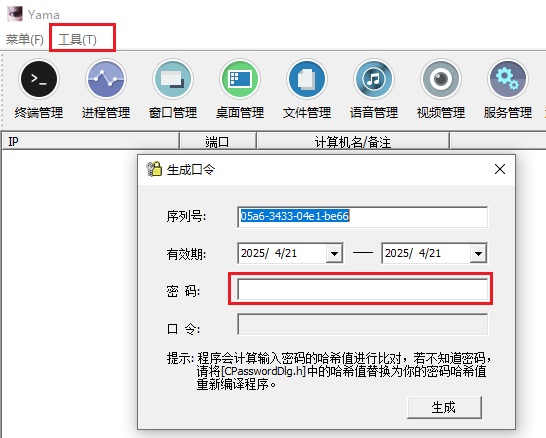 Yama
菜单(F) 工具(T)
终端管理 进程管理 窗口管理 桌面管理 文件管理 语音管理 视频管理 服务管理
IP 端口 计算机名/备注
生成口令
序列号: 05a6-3433-04e1-be66
有效期: 2025/ 4/21 — 2025/ 4/21
密 码:
口 令:
提示: 程序会计算输入密码的哈希值进行比对，若不知道密码，
请将[CPasswordDlg.h]中的哈希值替换为你的密码哈希值
重新编译程序。
生成